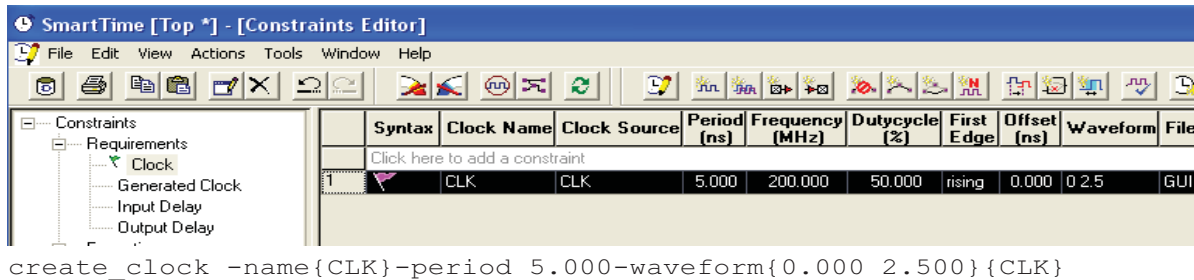 SmartTime [Top *] - [Constraints Editor]
File Edit View Actions Tools Window Help
Constraints
Requirements
Clock
Generated Clock
Input Delay
Output Delay
Syntax Clock Name Clock Source Period (ns) Frequency (MHz) Dutycycle (%) First Edge Offset (ns) Waveform File
Click here to add a constraint
1 CLK CLK 5.000 200.000 50.000 rising 0.000 0 2.5 GUI
create_clock -name{CLK}-period 5.000-waveform{0.000 2.500}{CLK}